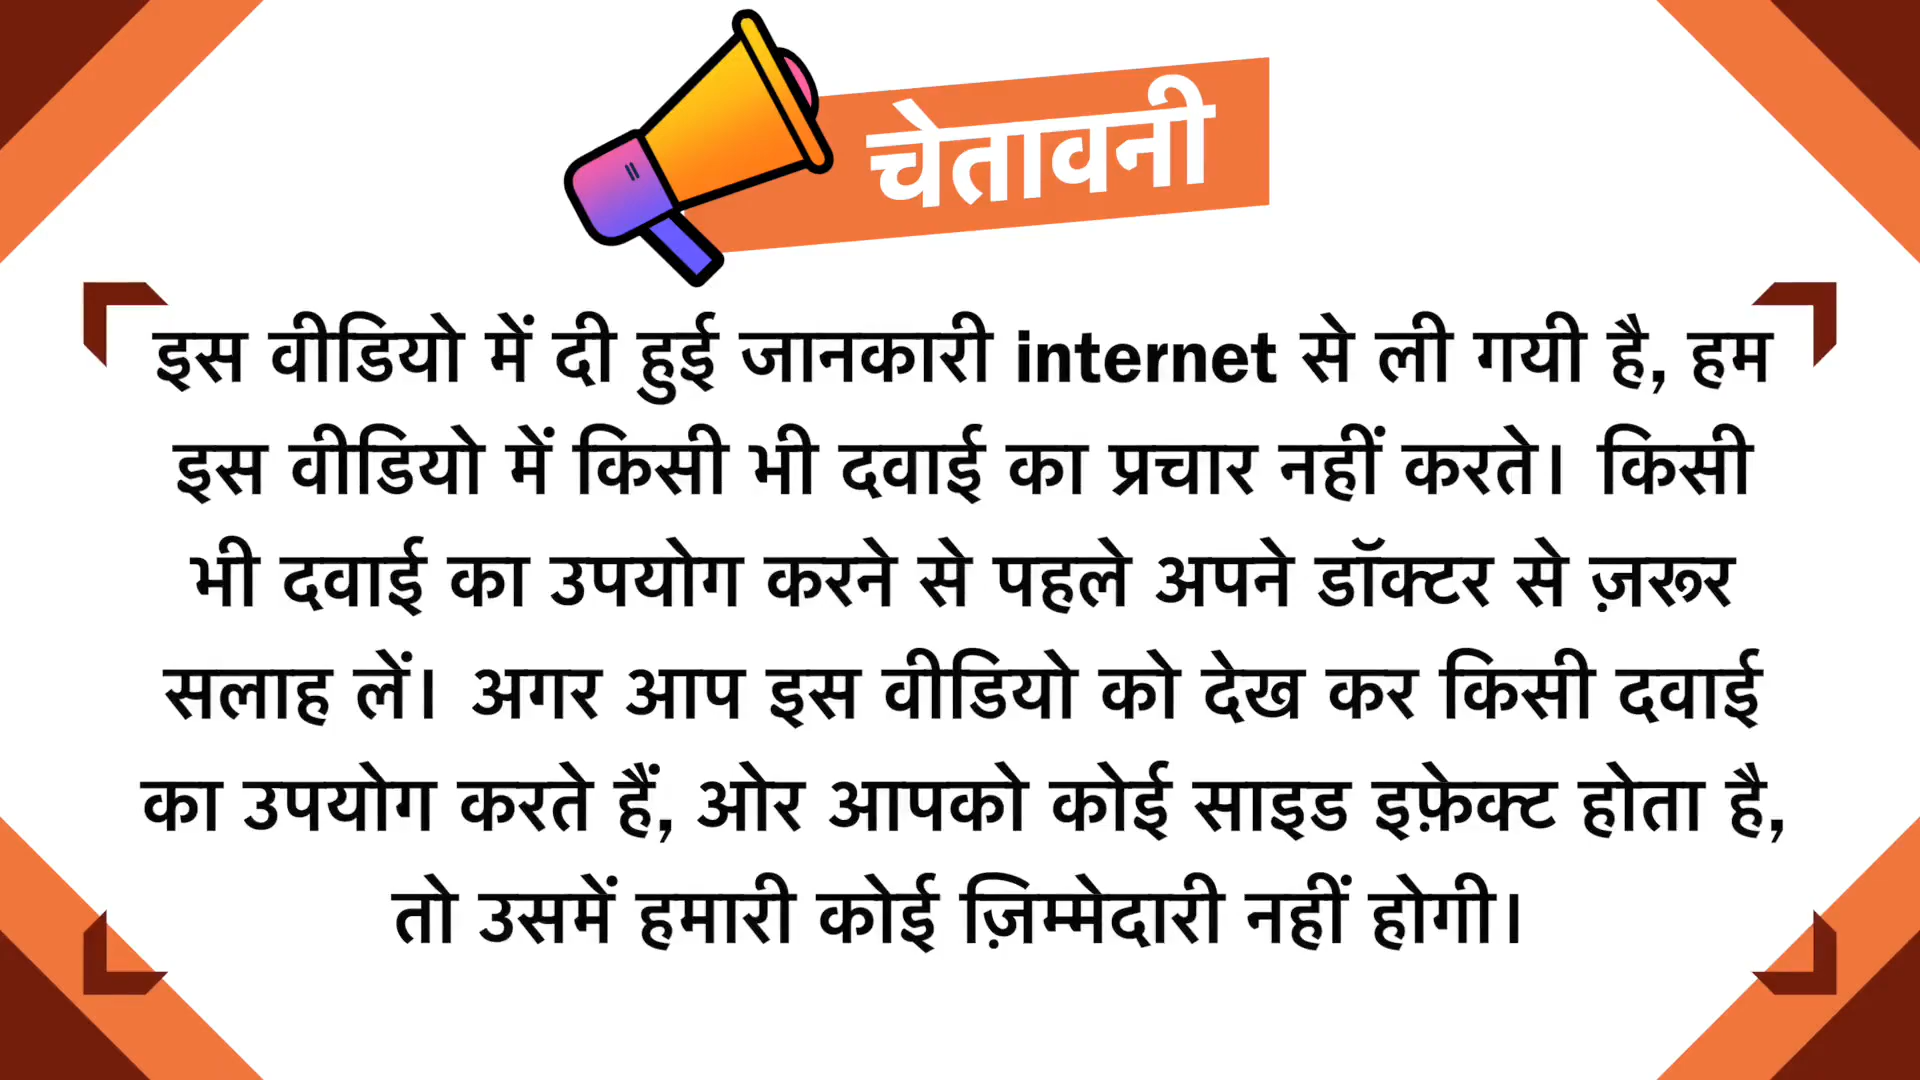 चेतावनी
इस वीडियो में दी हुई जानकारी internet से ली गयी है, हम
इस वीडियो में किसी भी दवाई का प्रचार नहीं करते। किसी
भी दवाई का उपयोग करने से पहले अपने डॉक्टर से ज़रूर
सलाह लें। अगर आप इस वीडियो को देख कर किसी दवाई
का उपयोग करते हैं, ओर आपको कोई साइड इफ़ेक्ट होता है,
तो उसमें हमारी कोई ज़िम्मेदारी नहीं होगी।